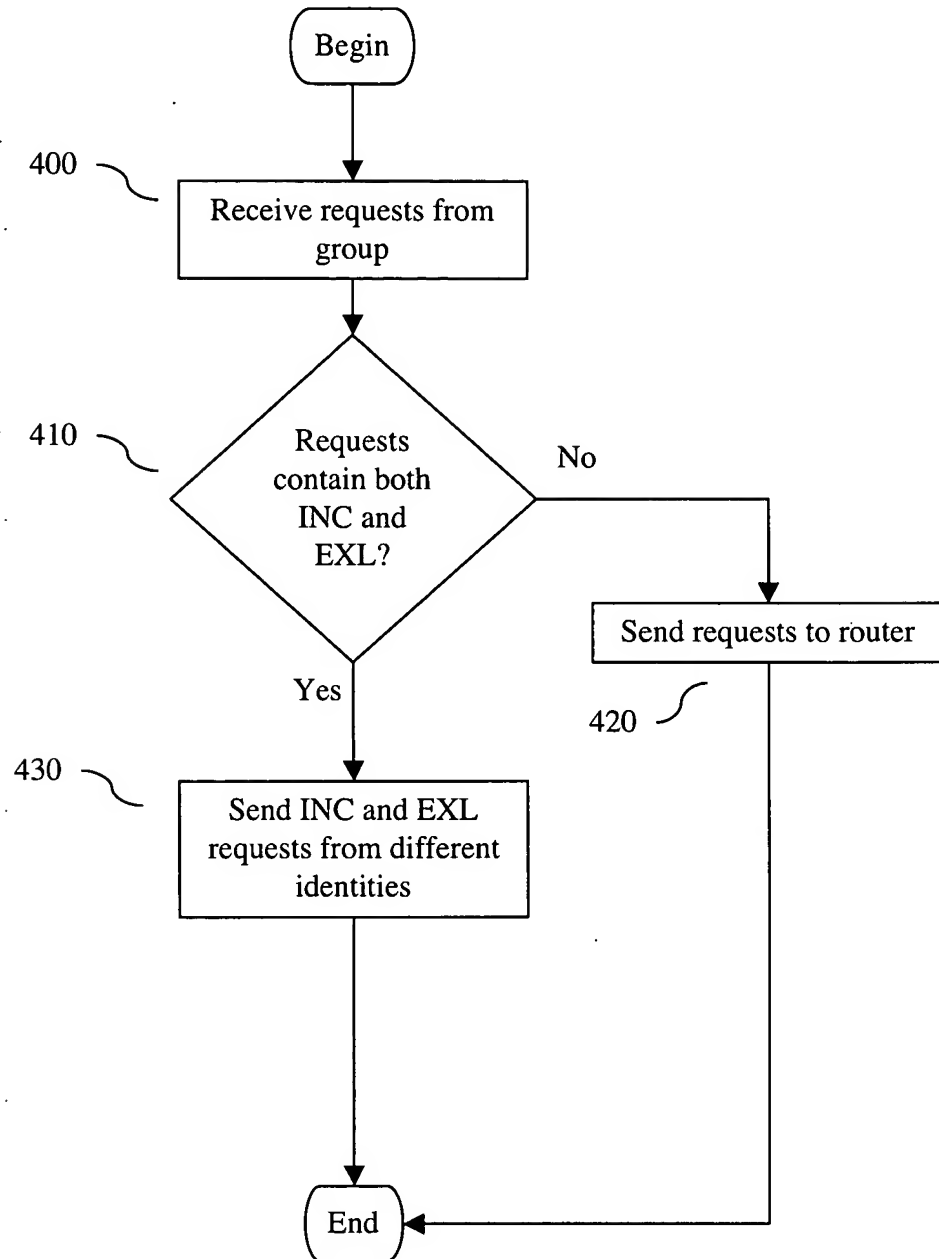 Begin
400
Receive requests from
group
410
Requests
contain both
INC and
EXL?
No
Send requests to router
420
Yes
430
Send INC and EXL
requests from different
identities
End